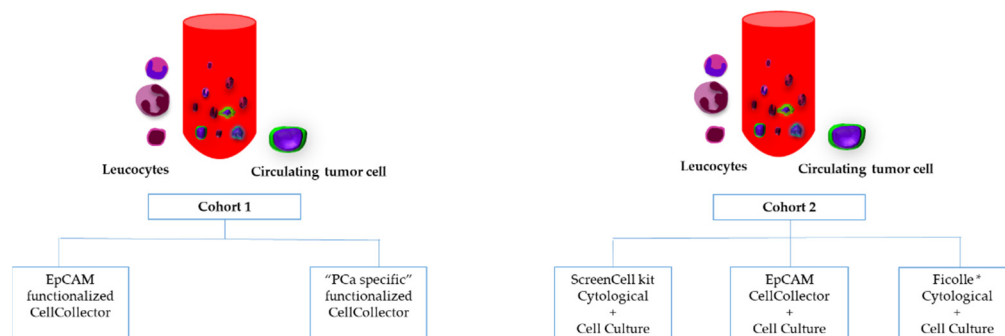 Leucocytes
Circulating tumor cell
Cohort 1
EpCAM
functionalized
CellCollector
“PCa specific”
functionalized
CellCollector
Leucocytes
Circulating tumor cell
Cohort 2
ScreenCell kit
Cytological
+
Cell Culture
EpCAM
CellCollector
+
Cell Culture
Ficolle *
Cytological
+
Cell Culture